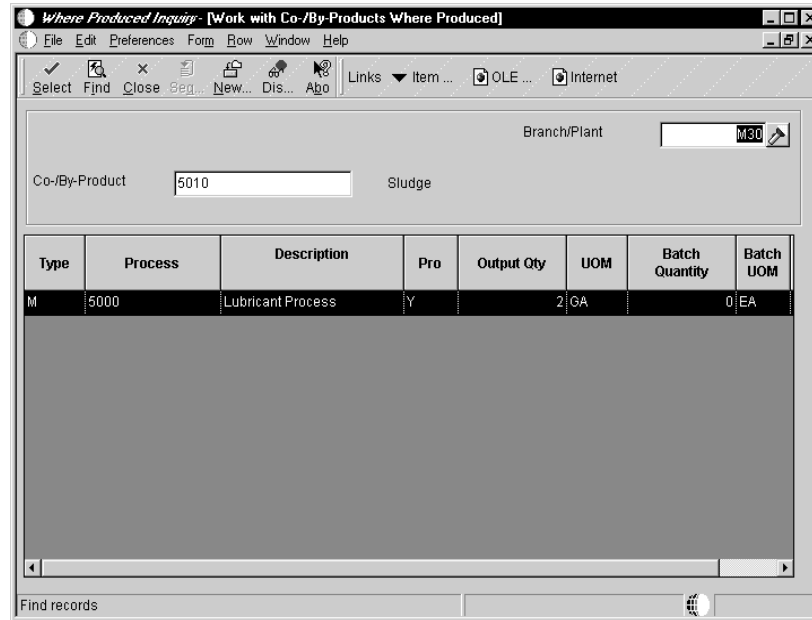 Where Produced Inquiry - [Work with Co-/By-Products Where Produced]
File Edit Preferences Form Row Window Help
Select Find Close Seq... New... Dis... Abo Links Item ... OLE ... Internet
Branch/Plant M30
Co-/By-Product 5010 Sludge
Type Process Description Pro Output Qty UOM Batch Quantity Batch UOM
M 5000 Lubricant Process Y 2 GA 0 EA
Find records